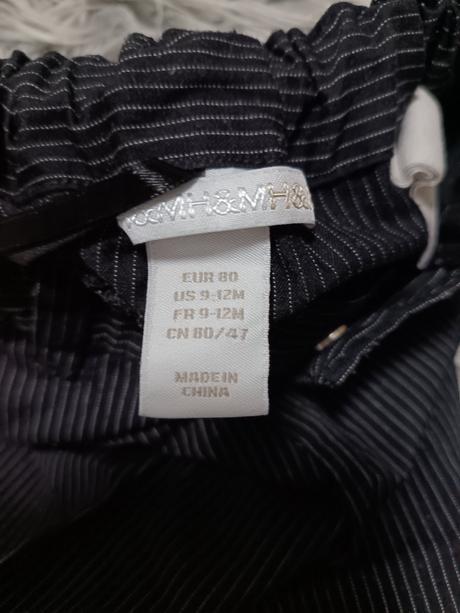 H&M H&M H&
EUR 80
US 9-12M
FR 9-12M
CN 80/47
MADE IN
CHINA